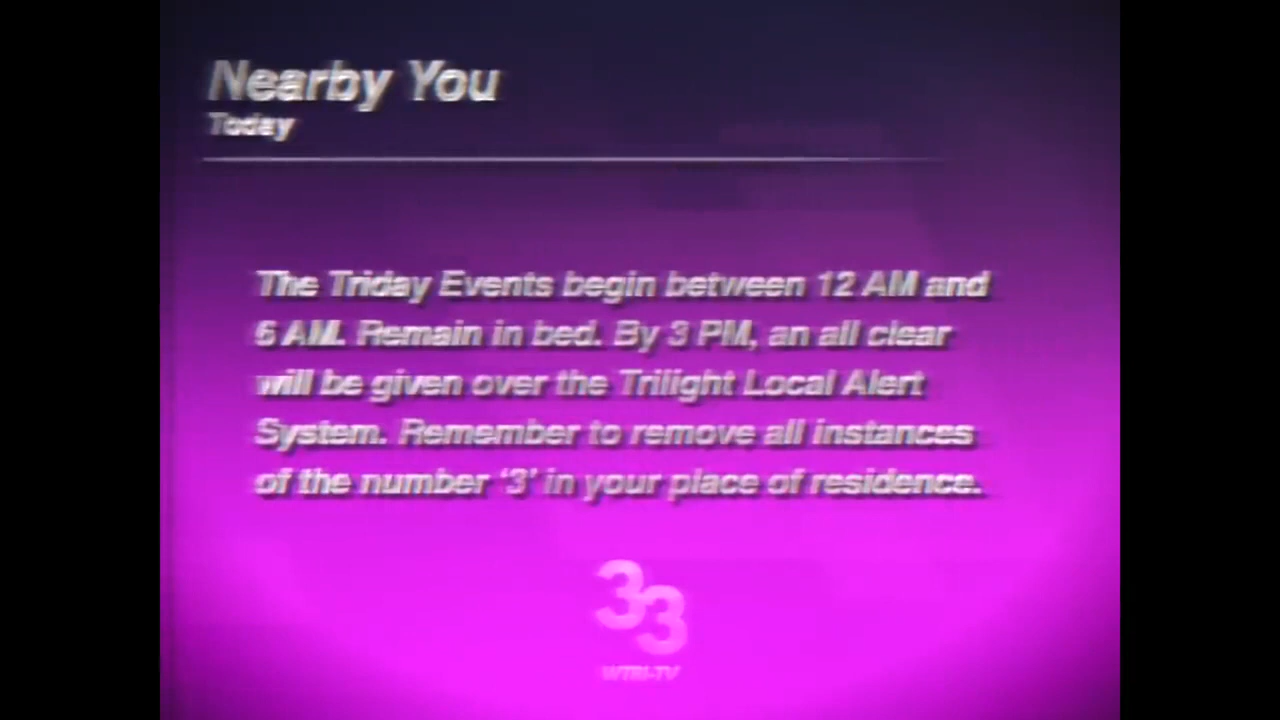 Nearby You
Today
The Triday Events begin between 12 AM and
6 AM. Remain in bed. By 3 PM, an all clear
will be given over the Trilight Local Alert
System. Remember to remove all instances
of the number ‘3’ in your place of residence.
33
WTRI-TV